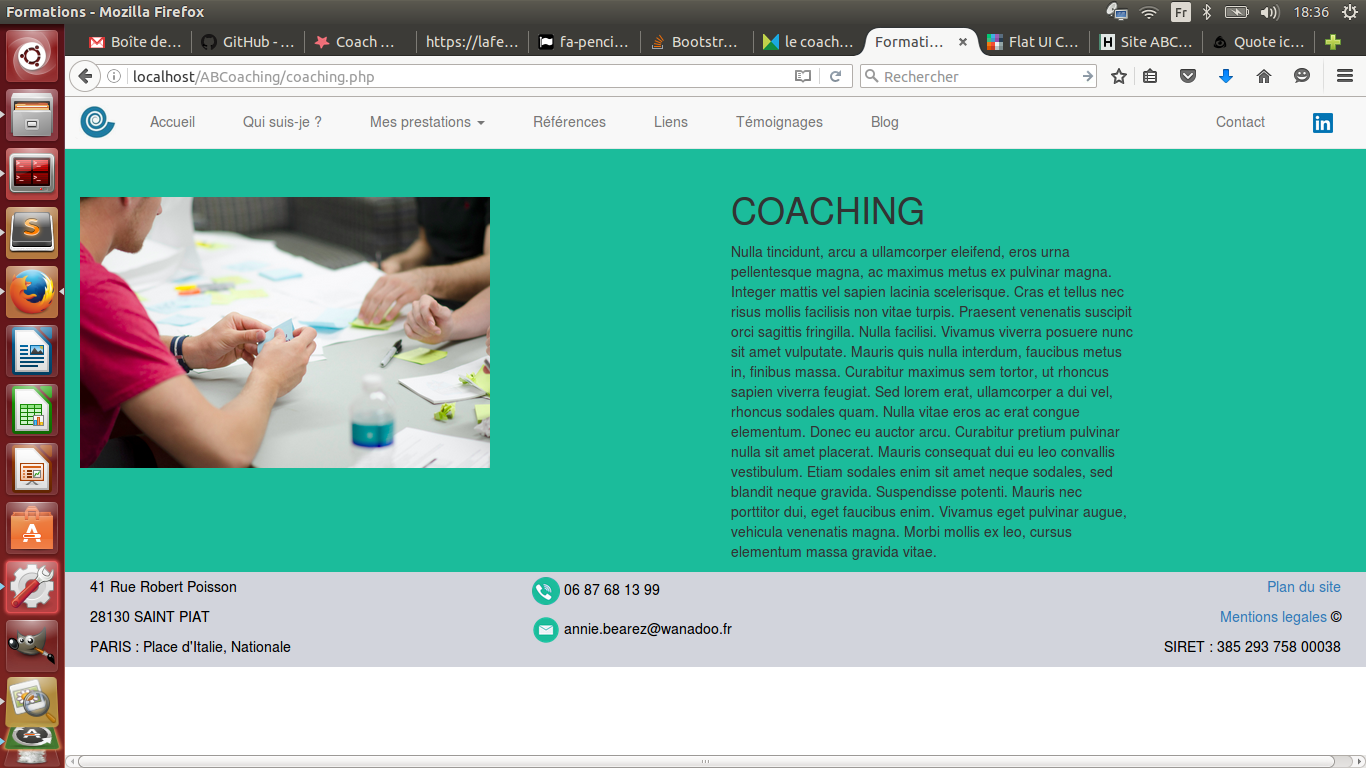 Formations - Mozilla Firefox
Fr
18:36
Boîte de...
GitHub - ...
Coach ...
https://lafe...
fa-penci...
Bootstr...
le coach...
Formati...
Flat UI C...
Site ABC...
Quote ic...
localhost/ABCoaching/coaching.php
Rechercher
Accueil
Qui suis-je ?
Mes prestations
Références
Liens
Témoignages
Blog
Contact
in
COACHING
Nulla tincidunt, arcu a ullamcorper eleifend, eros urna
pellentesque magna, ac maximus metus ex pulvinar magna.
Integer mattis vel sapien lacinia scelerisque. Cras et tellus nec
risus mollis facilisis non vitae turpis. Praesent venenatis suscipit
orci sagittis fringilla. Nulla facilisi. Vivamus viverra posuere nunc
sit amet vulputate. Mauris quis nulla interdum, faucibus metus
in, finibus massa. Curabitur maximus sem tortor, ut rhoncus
sapien viverra feugiat. Sed lorem erat, ullamcorper a dui vel,
rhoncus sodales quam. Nulla vitae eros ac erat congue
elementum. Donec eu auctor arcu. Curabitur pretium pulvinar
nulla sit amet placerat. Mauris consequat dui eu leo convallis
vestibulum. Etiam sodales enim sit amet neque sodales, sed
blandit neque gravida. Suspendisse potenti. Mauris nec
porttitor dui, eget faucibus enim. Vivamus eget pulvinar augue,
vehicula venenatis magna. Morbi mollis ex leo, cursus
elementum massa gravida vitae.
41 Rue Robert Poisson
28130 SAINT PIAT
PARIS : Place d'Italie, Nationale
06 87 68 13 99
annie.bearez@wanadoo.fr
Plan du site
Mentions legales ©
SIRET : 385 293 758 00038